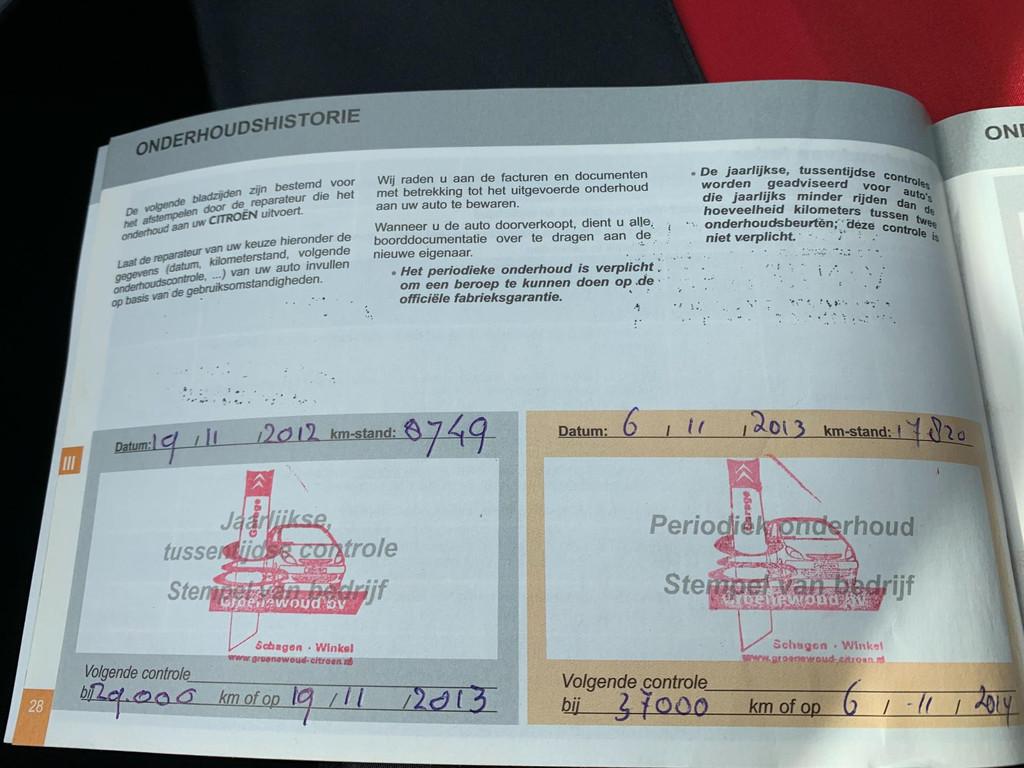 ONDERHOUDSHISTORIE
De volgende bladzijden zijn bestemd voor
het afstempelen door de reparateur die het
onderhoud aan uw CITROËN uitvoert.
Laat de reparateur van uw keuze hieronder de
gegevens (datum, kilometerstand, volgende
onderhoudscontrole, ...) van uw auto invullen
op basis van de gebruiksomstandigheden.
Wij raden u aan de facturen en documenten
met betrekking tot het uitgevoerde onderhoud
aan uw auto te bewaren.
Wanneer u de auto doorverkoopt, dient u alle
boorddocumentatie over te dragen aan de
nieuwe eigenaar.
• Het periodieke onderhoud is verplicht
om een beroep te kunnen doen op de
officiële fabrieksgarantie.
• De jaarlijkse, tussentijdse controles
worden geadviseerd voor auto's
die jaarlijks minder rijden dan de
hoeveelheid kilometers tussen twee
onderhoudsbeurten; deze controle is
niet verplicht.
III
Datum: 19 / 11 / 2012 km-stand: 8749
Garage
Jaarlijkse,
tussentijdse controle
Stempel van bedrijf
Groenewoud bv
Schagen · Winkel
www.groenewoud-citroen.nl
Volgende controle
bij 29.000 km of op 19 / 11 / 2013
Datum: 6 / 11 / 2013 km-stand: 17820
Garage
Periodiek onderhoud
Stempel van bedrijf
Groenewoud bv
Schagen · Winkel
www.groenewoud-citroen.nl
Volgende controle
bij 37000 km of op 6 / -11 / 2014
28